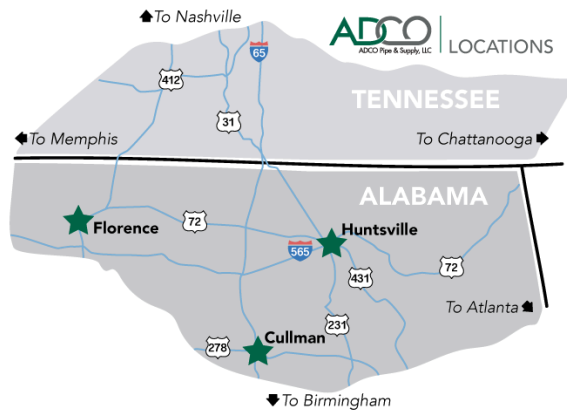 To Nashville
ADCO
ADCO Pipe & Supply, LLC
LOCATIONS
65
412
TENNESSEE
31
To Memphis
To Chattanooga
ALABAMA
Florence
72
Huntsville
565
72
431
To Atlanta
231
Cullman
278
To Birmingham